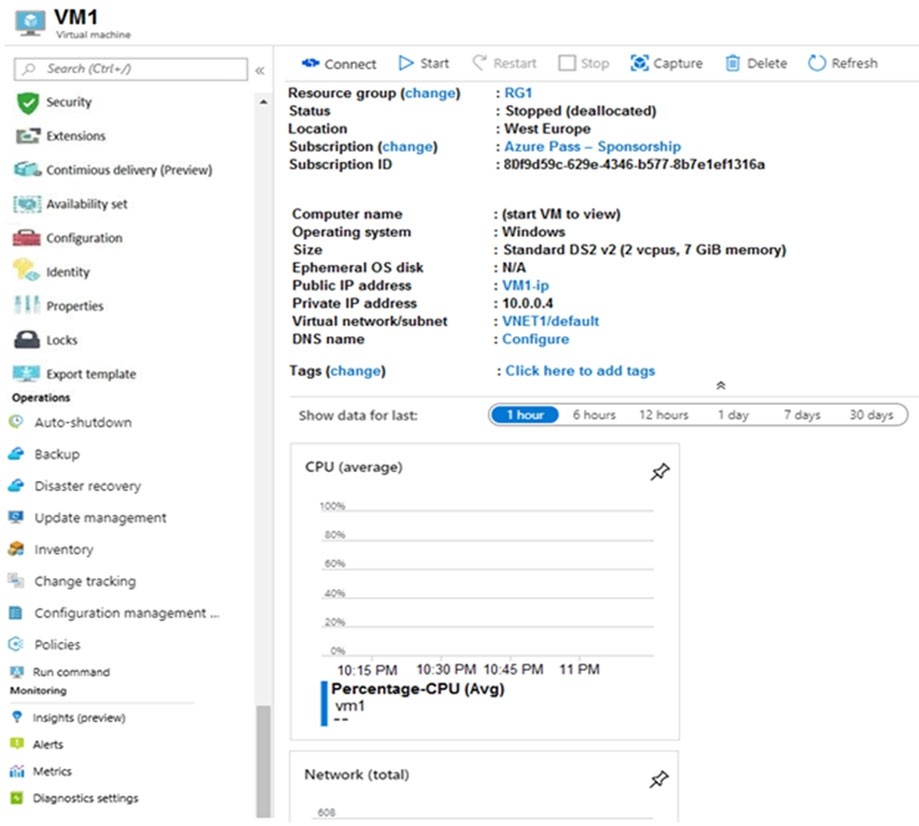 VM1
Virtual machine
Search (Ctrl+/)
«
Security
Extensions
Contimious delivery (Preview)
Availability set
Configuration
Identity
Properties
Locks
Export template
Operations
Auto-shutdown
Backup
Disaster recovery
Update management
Inventory
Change tracking
Configuration management ...
Policies
Run command
Monitoring
Insights (preview)
Alerts
Metrics
Diagnostics settings
Connect Start Restart Stop Capture Delete Refresh
Resource group (change) : RG1
Status : Stopped (deallocated)
Location : West Europe
Subscription (change) : Azure Pass – Sponsorship
Subscription ID : 80f9d59c-629e-4346-b577-8b7e1ef1316a
Computer name : (start VM to view)
Operating system : Windows
Size : Standard DS2 v2 (2 vcpus, 7 GiB memory)
Ephemeral OS disk : N/A
Public IP address : VM1-ip
Private IP address : 10.0.0.4
Virtual network/subnet : VNET1/default
DNS name : Configure
Tags (change) : Click here to add tags
Show data for last: 1 hour 6 hours 12 hours 1 day 7 days 30 days
CPU (average)
100%
80%
60%
40%
20%
0%
10:15 PM 10:30 PM 10:45 PM 11 PM
Percentage-CPU (Avg)
vm1
--
Network (total)
60B